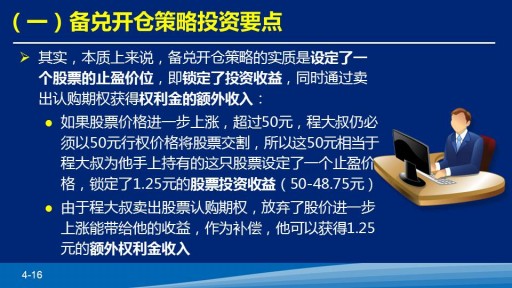 （一）备兑开仓策略投资要点
其实，本质上来说，备兑开仓策略的实质是设定了一
个股票的止盈价位，即锁定了投资收益，同时通过卖
出认购期权获得权利金的额外收入：
如果股票价格进一步上涨，超过50元，程大叔仍必
须以50元行权价格将股票交割，所以这50元相当于
程大叔为他手上持有的这只股票设定了一个止盈价
格，锁定了1.25元的股票投资收益（50-48.75元）
由于程大叔卖出股票认购期权，放弃了股价进一步
上涨能带给他的收益，作为补偿，他可以获得1.25
元的额外权利金收入
4-16